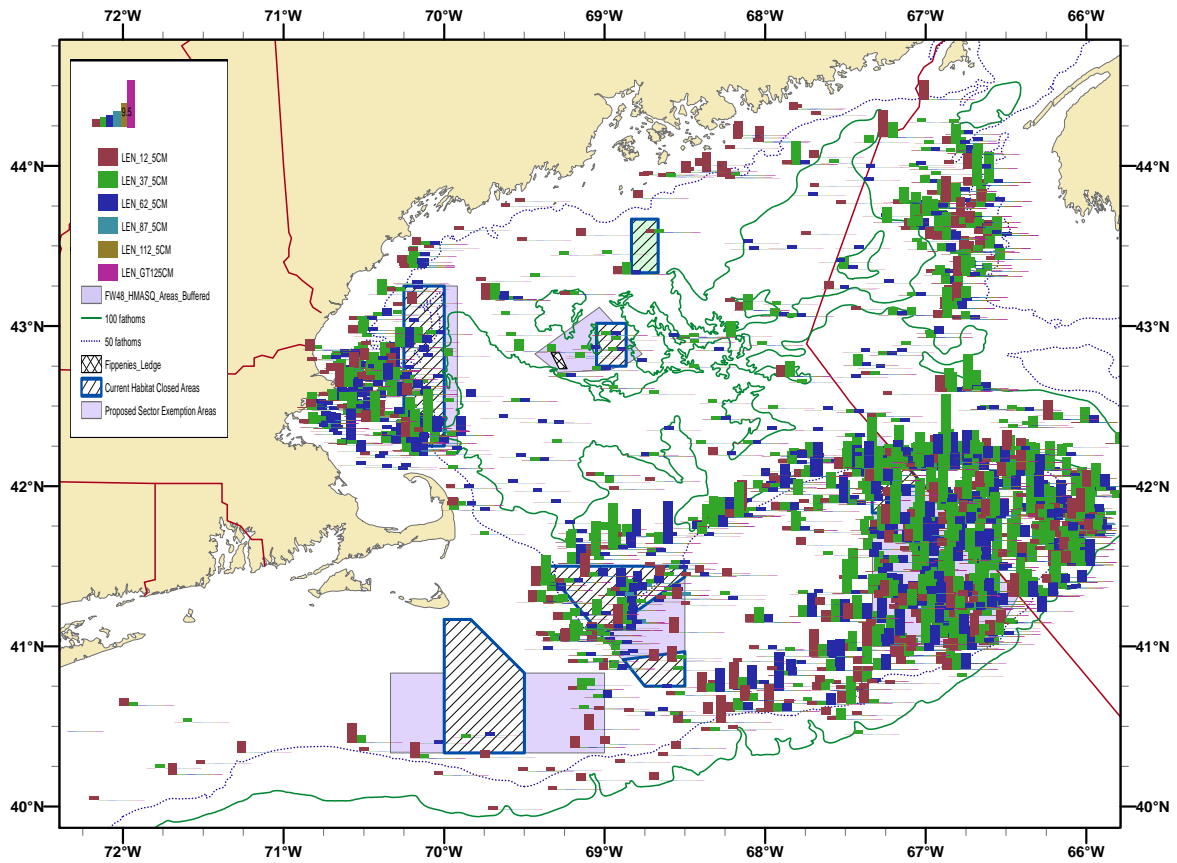 72°W 71°W 70°W 69°W 68°W 67°W 66°W
9.5
LEN_12_5CM
LEN_37_5CM
LEN_62_5CM
LEN_87_5CM
LEN_112_5CM
LEN_GT125CM
FW48_HMASQ_Areas_Buffered
100 fathoms
50 fathoms
Fippenies_Ledge
Current Habitat Closed Areas
Proposed Sector Exemption Areas
44°N 44°N
43°N 43°N
42°N 42°N
41°N 41°N
40°N 40°N
72°W 71°W 70°W 69°W 68°W 67°W 66°W